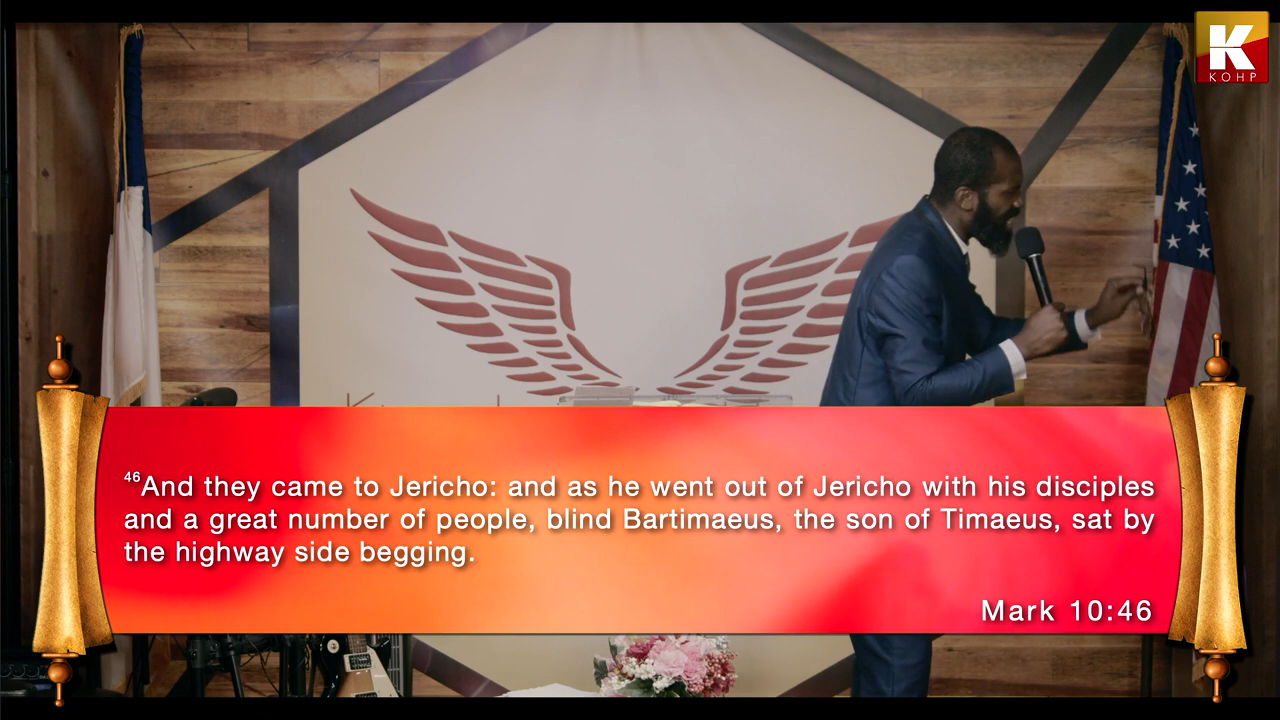 K
KOHP
46And they came to Jericho: and as he went out of Jericho with his disciples
and a great number of people, blind Bartimaeus, the son of Timaeus, sat by
the highway side begging.
Mark 10:46